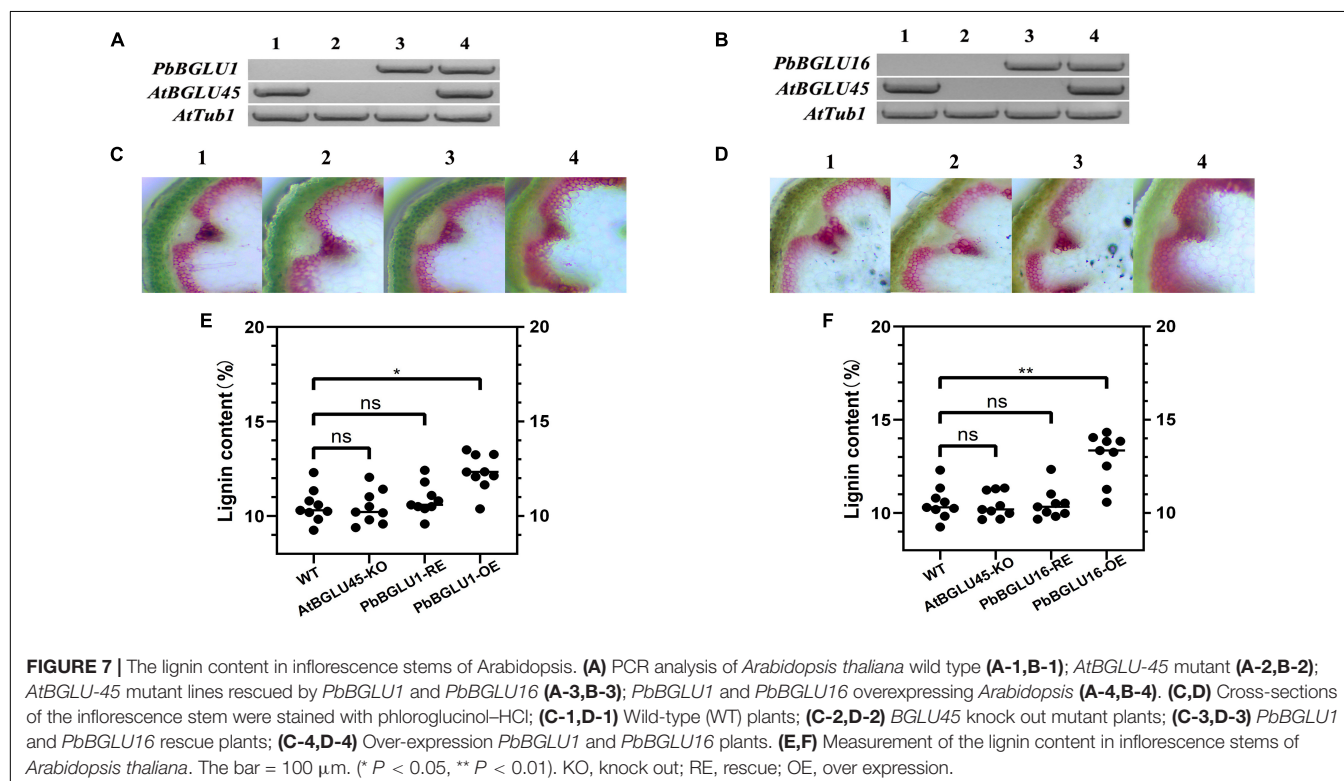 A
1 2 3 4
PbBGLU1
AtBGLU45
AtTub1
B
1 2 3 4
PbBGLU16
AtBGLU45
AtTub1
C
1 2 3 4
D
1 2 3 4
E
20 20
15 15
10 10
Lignin content (%)
*
ns
ns
WT
AtBGLU45-KO
PbBGLU1-RE
PbBGLU1-OE
F
20 20
15 15
10 10
Lignin content (%)
**
ns
ns
WT
AtBGLU45-KO
PbBGLU16-RE
PbBGLU16-OE
FIGURE 7 | The lignin content in inflorescence stems of Arabidopsis. (A) PCR analysis of Arabidopsis thaliana wild type (A-1,B-1); AtBGLU-45 mutant (A-2,B-2);
AtBGLU-45 mutant lines rescued by PbBGLU1 and PbBGLU16 (A-3,B-3); PbBGLU1 and PbBGLU16 overexpressing Arabidopsis (A-4,B-4). (C,D) Cross-sections
of the inflorescence stem were stained with phloroglucinol–HCl; (C-1,D-1) Wild-type (WT) plants; (C-2,D-2) BGLU45 knock out mutant plants; (C-3,D-3) PbBGLU1
and PbBGLU16 rescue plants; (C-4,D-4) Over-expression PbBGLU1 and PbBGLU16 plants. (E,F) Measurement of the lignin content in inflorescence stems of
Arabidopsis thaliana. The bar = 100 μm. (* P < 0.05, ** P < 0.01). KO, knock out; RE, rescue; OE, over expression.